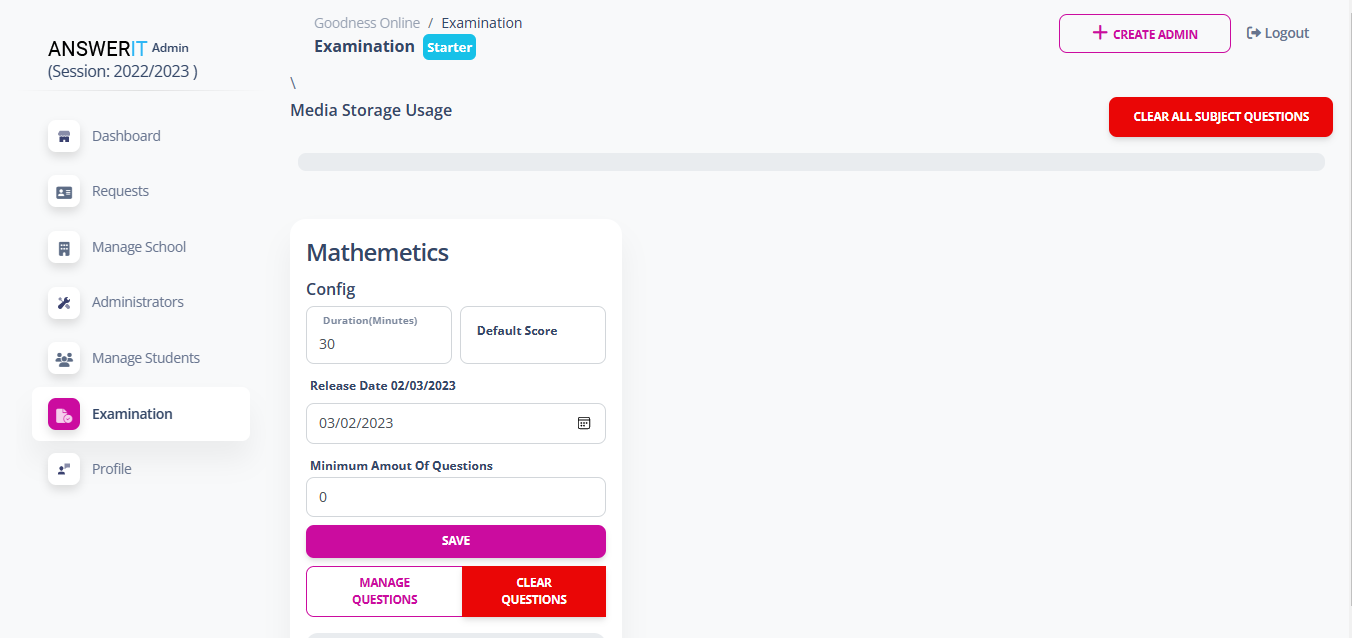 ANSWERIT Admin
(Session: 2022/2023 )
Dashboard
Requests
Manage School
Administrators
Manage Students
Examination
Profile
Goodness Online / Examination
Examination Starter
CREATE ADMIN
Logout
\
Media Storage Usage
CLEAR ALL SUBJECT QUESTIONS
Mathemetics
Config
Duration(Minutes)
30
Default Score
Release Date 02/03/2023
03/02/2023
Minimum Amout Of Questions
0
SAVE
MANAGE
QUESTIONS
CLEAR
QUESTIONS